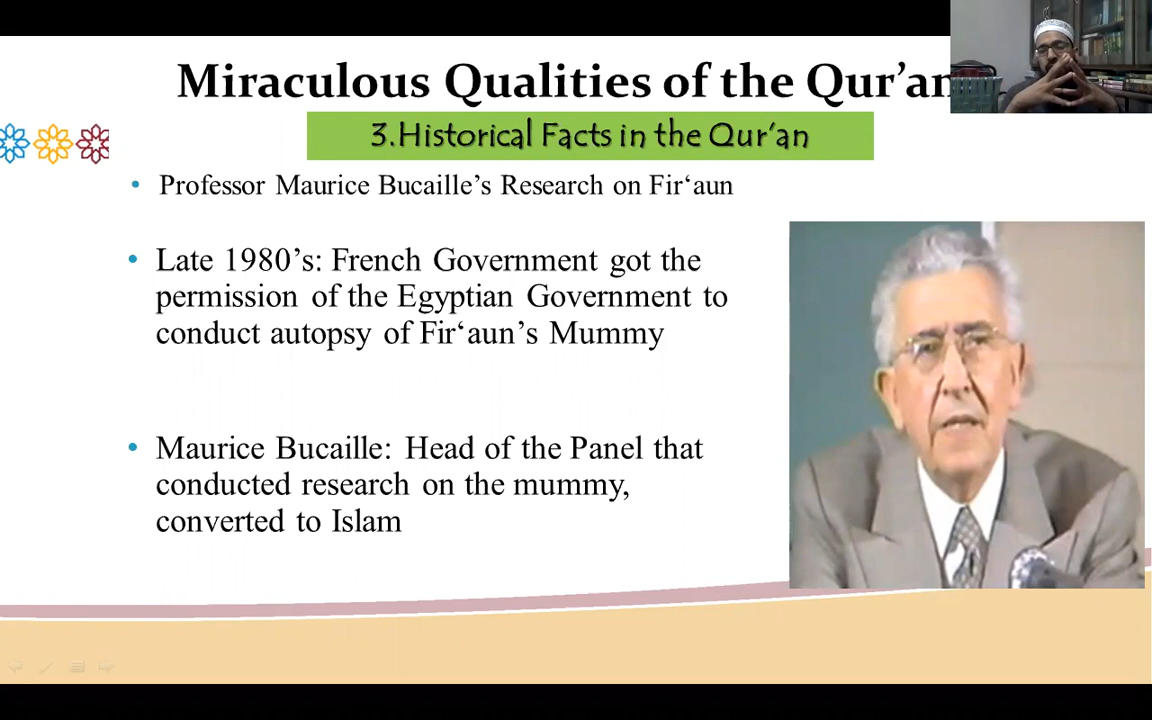 Miraculous Qualities of the Qur’an
3.Historical Facts in the Qur’an
• Professor Maurice Bucaille’s Research on Fir‘aun
• Late 1980’s: French Government got the
permission of the Egyptian Government to
conduct autopsy of Fir‘aun’s Mummy
• Maurice Bucaille: Head of the Panel that
conducted research on the mummy,
converted to Islam